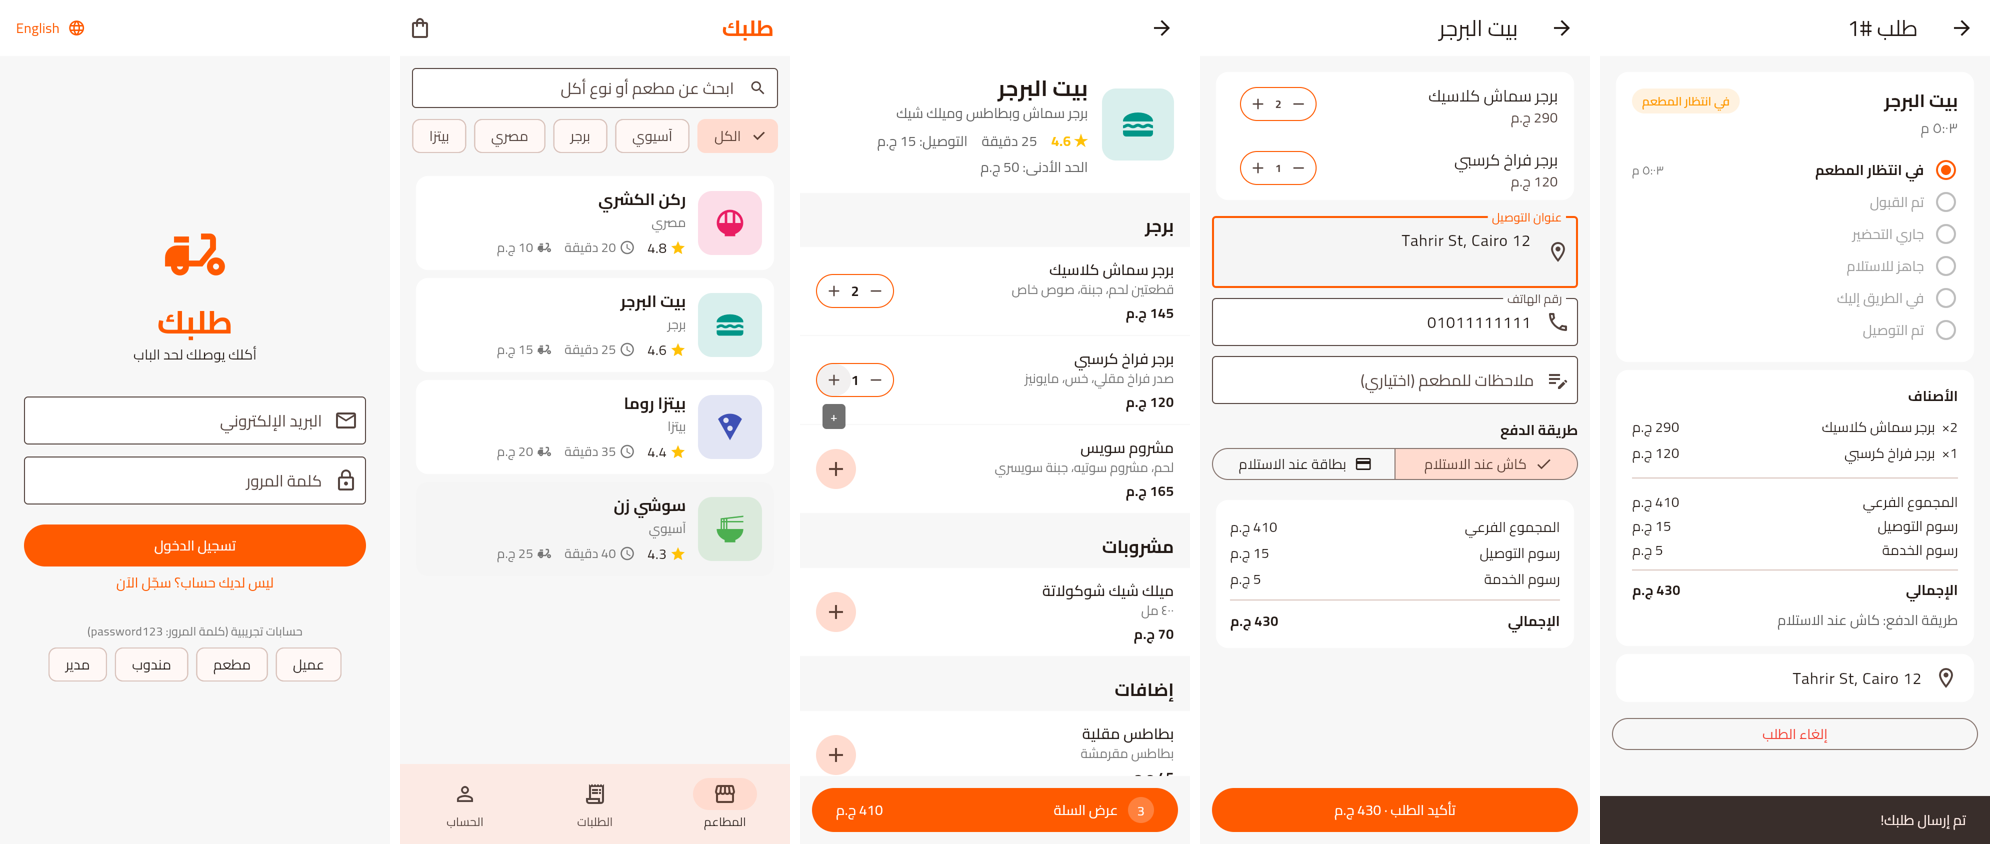 English
طلبك
أكلك يوصلك لحد الباب
البريد الإلكتروني
كلمة المرور
تسجيل الدخول
ليس لديك حساب؟ سجّل الآن
حسابات تجريبية (كلمة المرور: password123)
عميل
مطعم
مندوب
مدير
طلبك
ابحث عن مطعم أو نوع أكل
الكل
آسيوي
برجر
مصري
بيتزا
ركن الكشري
مصري
4.8 20 دقيقة 10 ج.م
بيت البرجر
برجر
4.6 25 دقيقة 15 ج.م
بيتزا روما
بيتزا
4.4 35 دقيقة 20 ج.م
سوشي زن
آسيوي
4.3 40 دقيقة 25 ج.م
المطاعم
الطلبات
الحساب
بيت البرجر
برجر سماش وبطاطس وميلك شيك
4.6 25 دقيقة التوصيل: 15 ج.م
الحد الأدنى: 50 ج.م
برجر
برجر سماش كلاسيك
قطعتين لحم، جبنة، صوص خاص
145 ج.م
− 2 +
برجر فراخ كرسبي
صدر فراخ مقلي، خس، مايونيز
120 ج.م
− 1 +
+
مشروم سويس
لحم، مشروم سوتيه، جبنة سويسري
165 ج.م
+
مشروبات
ميلك شيك شوكولاتة
٤٠٠ مل
70 ج.م
+
إضافات
بطاطس مقلية
بطاطس مقرمشة
+
3 عرض السلة 410 ج.م
بيت البرجر
برجر سماش كلاسيك
290 ج.م
− 2 +
برجر فراخ كرسبي
120 ج.م
− 1 +
عنوان التوصيل
Tahrir St, Cairo 12
رقم الهاتف
01011111111
ملاحظات للمطعم (اختياري)
طريقة الدفع
كاش عند الاستلام
بطاقة عند الاستلام
المجموع الفرعي 410 ج.م
رسوم التوصيل 15 ج.م
رسوم الخدمة 5 ج.م
الإجمالي 430 ج.م
تأكيد الطلب · 430 ج.م
طلب #1
بيت البرجر
في انتظار المطعم
٥:٠٣ م
في انتظار المطعم ٥:٠٣ م
تم القبول
جاري التحضير
جاهز للاستلام
في الطريق إليك
تم التوصيل
الأصناف
2× برجر سماش كلاسيك 290 ج.م
1× برجر فراخ كرسبي 120 ج.م
المجموع الفرعي 410 ج.م
رسوم التوصيل 15 ج.م
رسوم الخدمة 5 ج.م
الإجمالي 430 ج.م
طريقة الدفع: كاش عند الاستلام
Tahrir St, Cairo 12
إلغاء الطلب
تم إرسال طلبك!